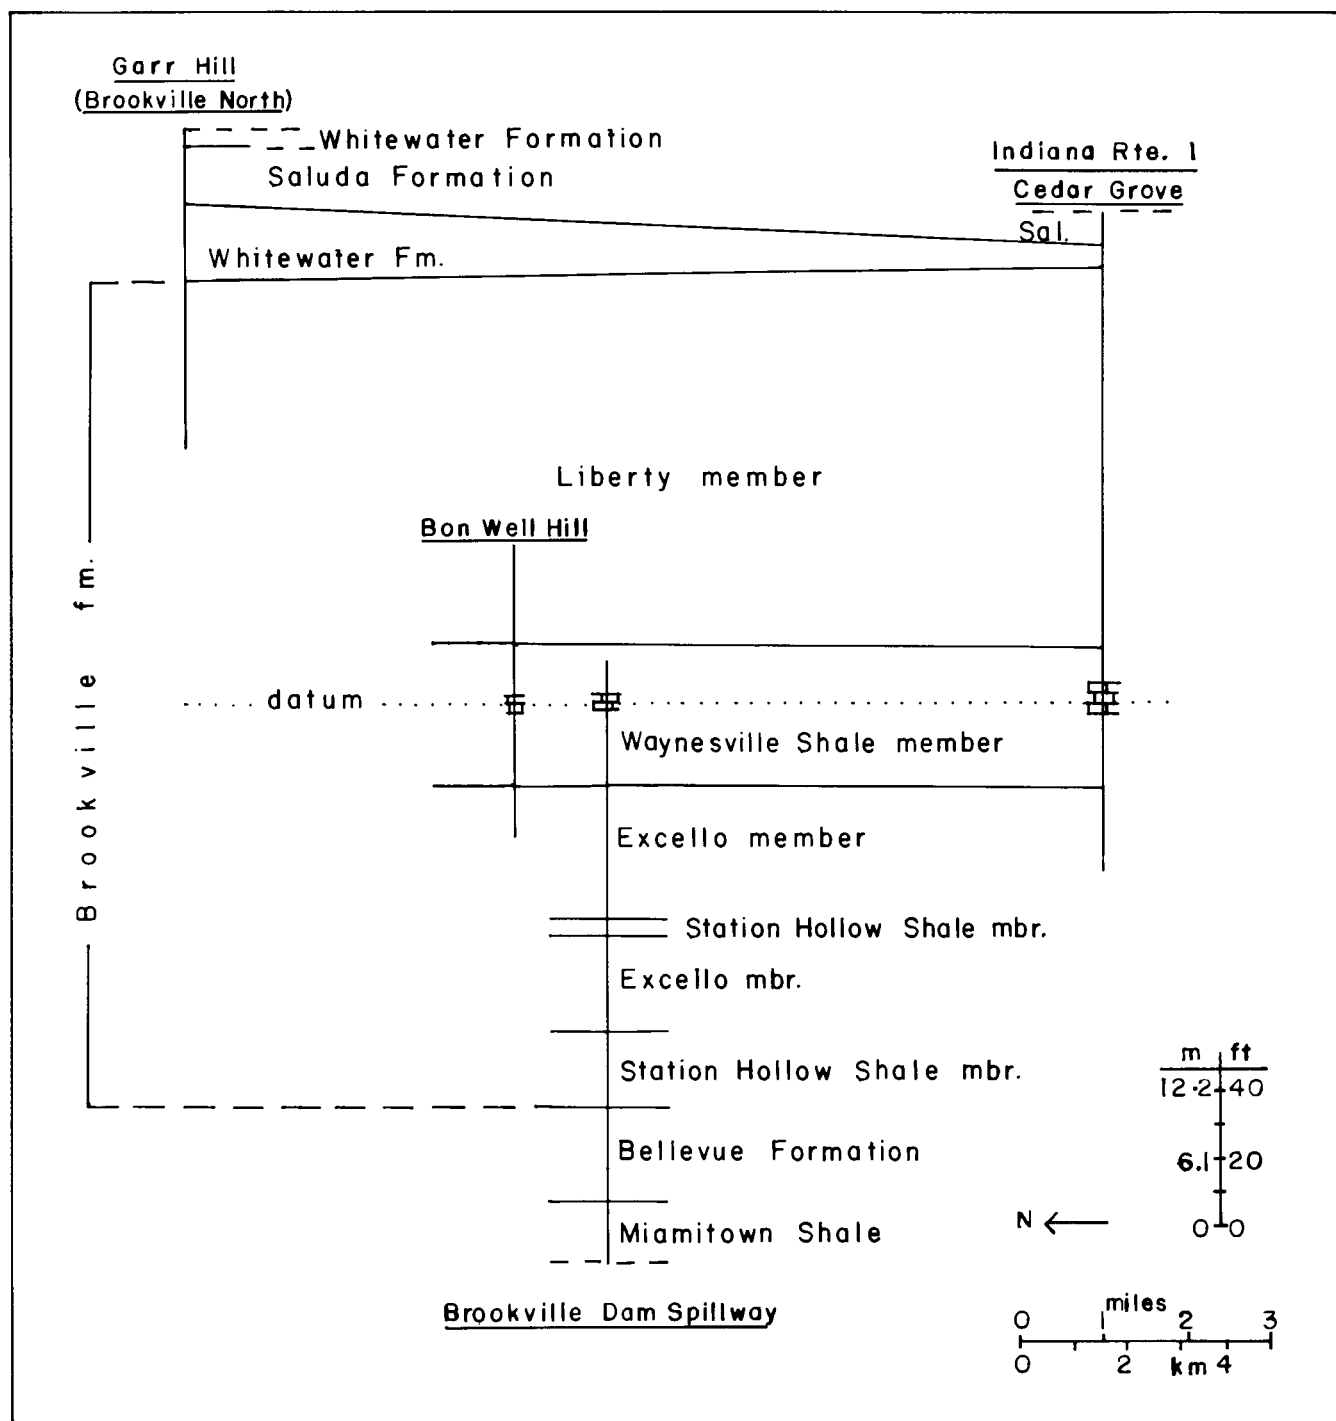 Garr Hill
(Brookville North)
Whitewater Formation
Saluda Formation
Indiana Rte. 1
Cedar Grove
Sal.
Whitewater Fm.
Liberty member
Bon Well Hill
Brookville fm.
datum
Waynesville Shale member
Excello member
Station Hollow Shale mbr.
Excello mbr.
Station Hollow Shale mbr.
Bellevue Formation
Miamitown Shale
Brookville Dam Spillway
m ft
12.2 40
6.1 20
0 0
N
miles
0 1 2 3
0 2 km 4